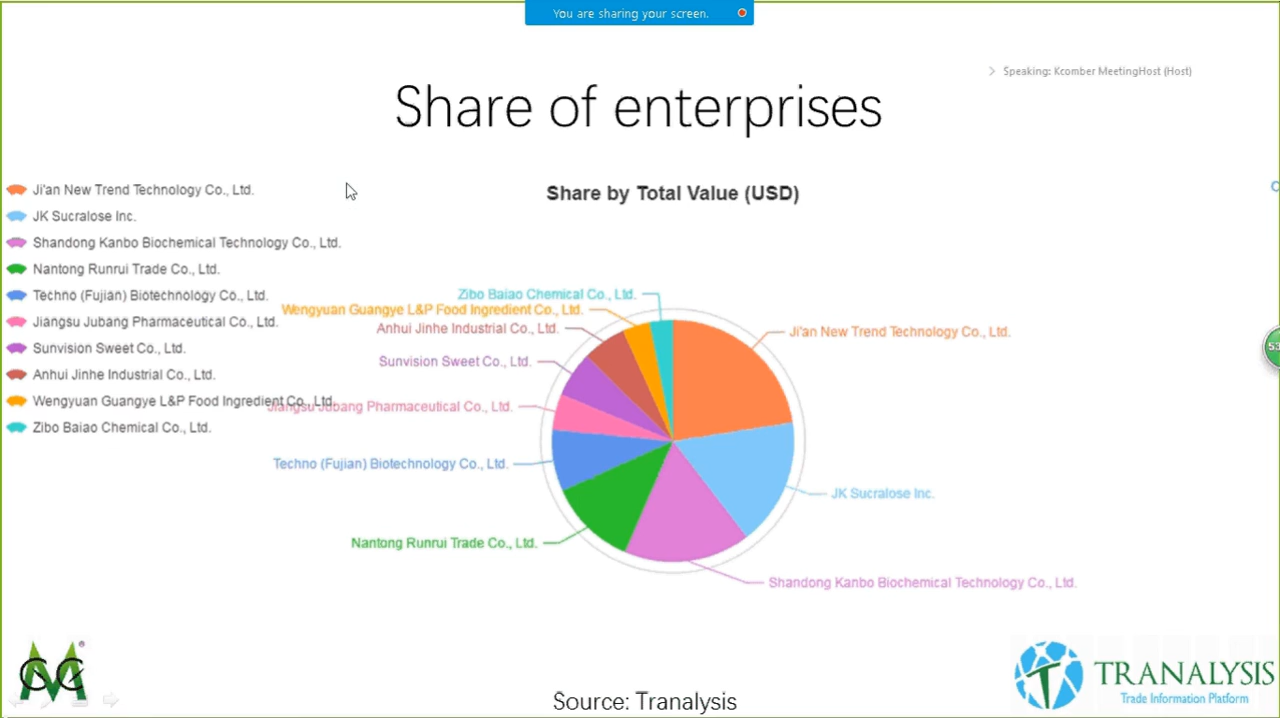 You are sharing your screen.
Speaking: Kcomber MeetingHost (Host)
Share of enterprises
Share by Total Value (USD)
Ji'an New Trend Technology Co., Ltd.
JK Sucralose Inc.
Shandong Kanbo Biochemical Technology Co., Ltd.
Nantong Runrui Trade Co., Ltd.
Techno (Fujian) Biotechnology Co., Ltd.
Jiangsu Jubang Pharmaceutical Co., Ltd.
Sunvision Sweet Co., Ltd.
Anhui Jinhe Industrial Co., Ltd.
Wengyuan Guangye L&P Food Ingredient Co., Ltd.
Zibo Baiao Chemical Co., Ltd.
Zibo Baiao Chemical Co., Ltd.
Wengyuan Guangye L&P Food Ingredient Co., Ltd.
Anhui Jinhe Industrial Co., Ltd.
Ji'an New Trend Technology Co., Ltd.
Sunvision Sweet Co., Ltd.
Jiangsu Jubang Pharmaceutical Co., Ltd.
Techno (Fujian) Biotechnology Co., Ltd.
JK Sucralose Inc.
Nantong Runrui Trade Co., Ltd.
Shandong Kanbo Biochemical Technology Co., Ltd.
Source: Tranalysis
TRANALYSIS
Trade Information Platform